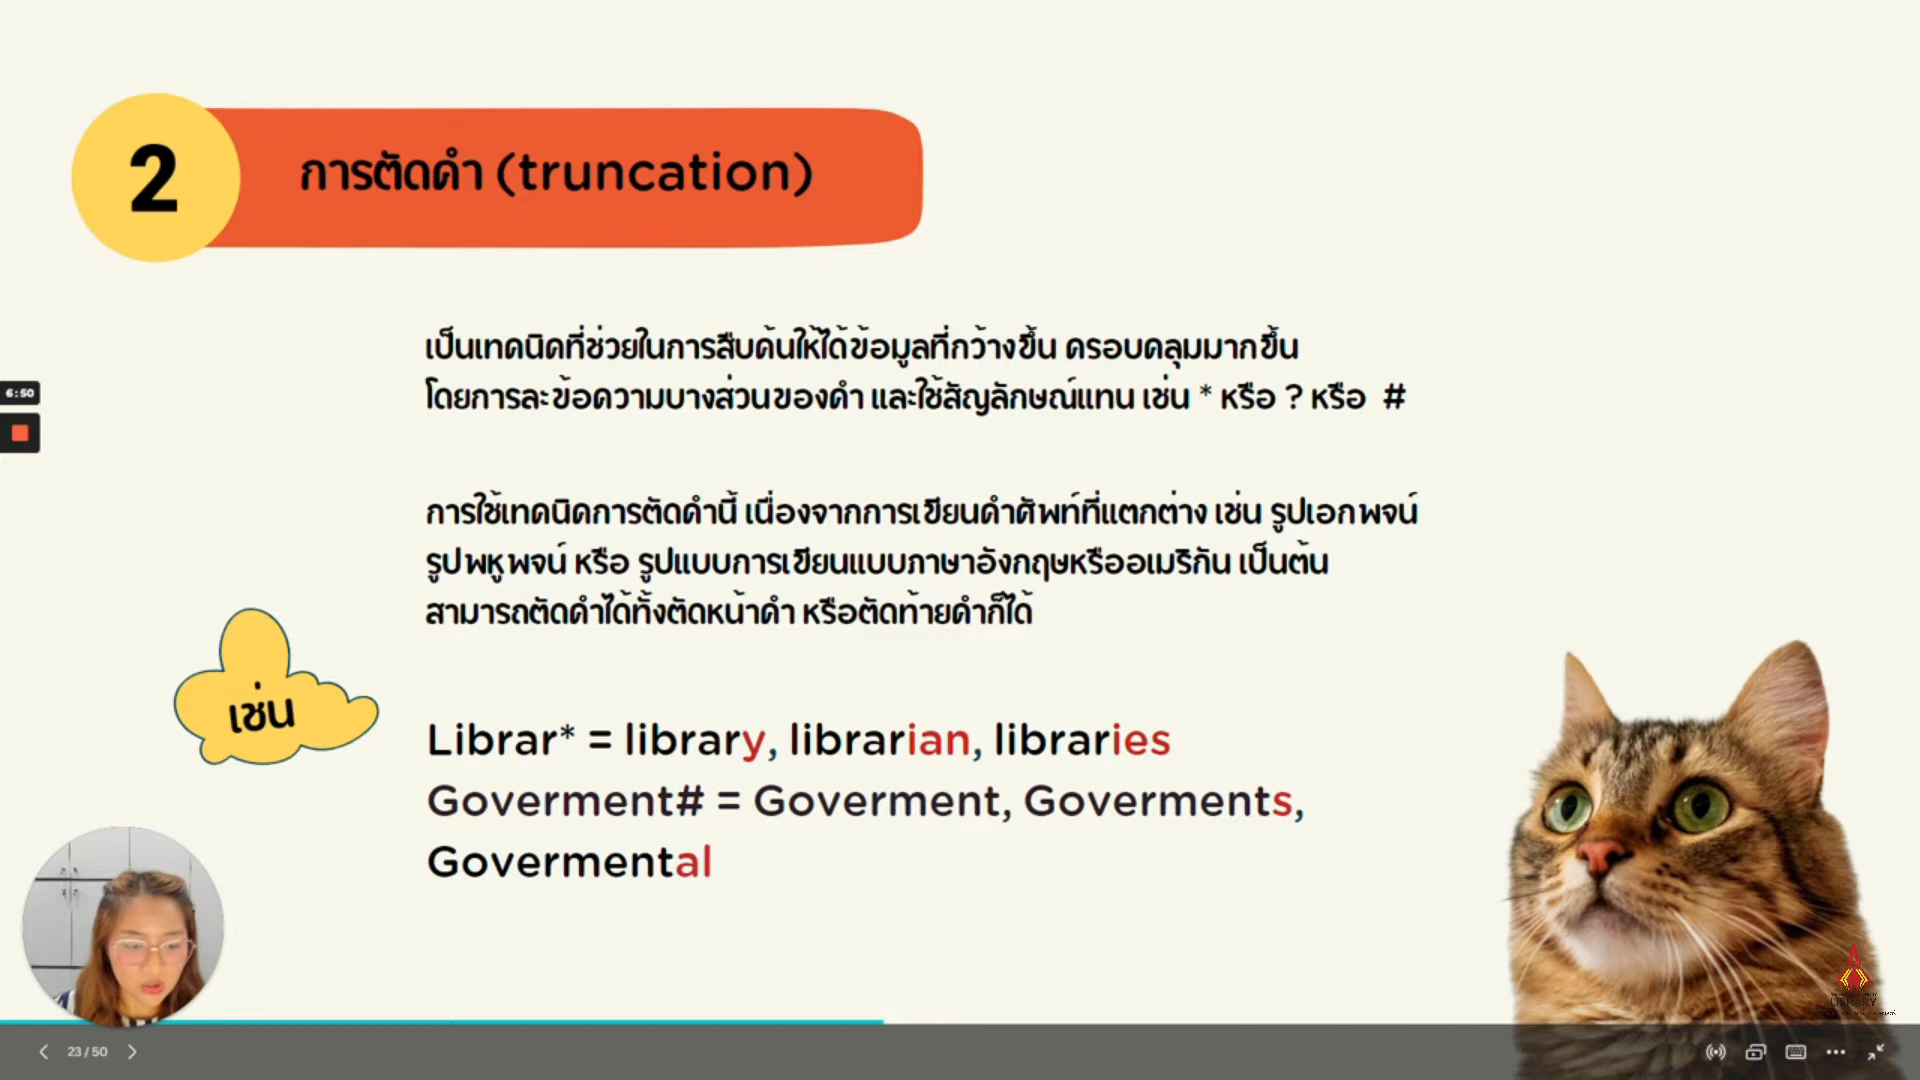 2
การตัดคำ (truncation)
เป็นเทคนิคที่ช่วยในการสืบค้นให้ได้ข้อมูลที่กว้างขึ้น ครอบคลุมมากขึ้น
โดยการละข้อความบางส่วนของคำ และใช้สัญลักษณ์แทน เช่น * หรือ ? หรือ #
6:50
การใช้เทคนิคการตัดคำนี้ เนื่องจากการเขียนคำศัพท์ที่แตกต่าง เช่น รูปเอกพจน์
รูปพหูพจน์ หรือ รูปแบบการเขียนแบบภาษาอังกฤษหรืออเมริกัน เป็นต้น
สามารถตัดคำได้ทั้งตัดหน้าคำ หรือตัดท้ายคำก็ได้
เช่น
Librar* = library, librarian, libraries
Goverment# = Goverment, Goverments,
Govermental
LIBRARY
23 / 50